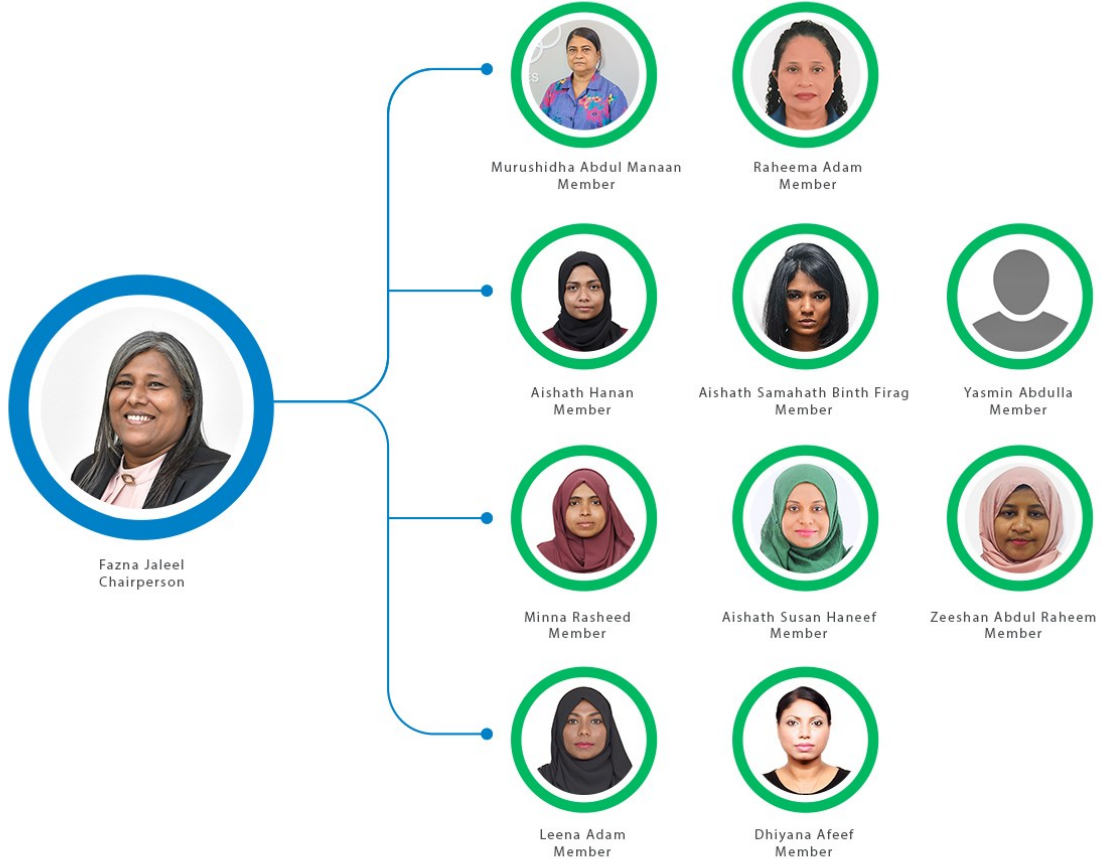 ES
Murushidha Abdul Manaan
Member
Raheema Adam
Member
Aishath Hanan
Member
Aishath Samahath Binth Firag
Member
Yasmin Abdulla
Member
Fazna Jaleel
Chairperson
Minna Rasheed
Member
Aishath Susan Haneef
Member
Zeeshan Abdul Raheem
Member
Leena Adam
Member
Dhiyana Afeef
Member